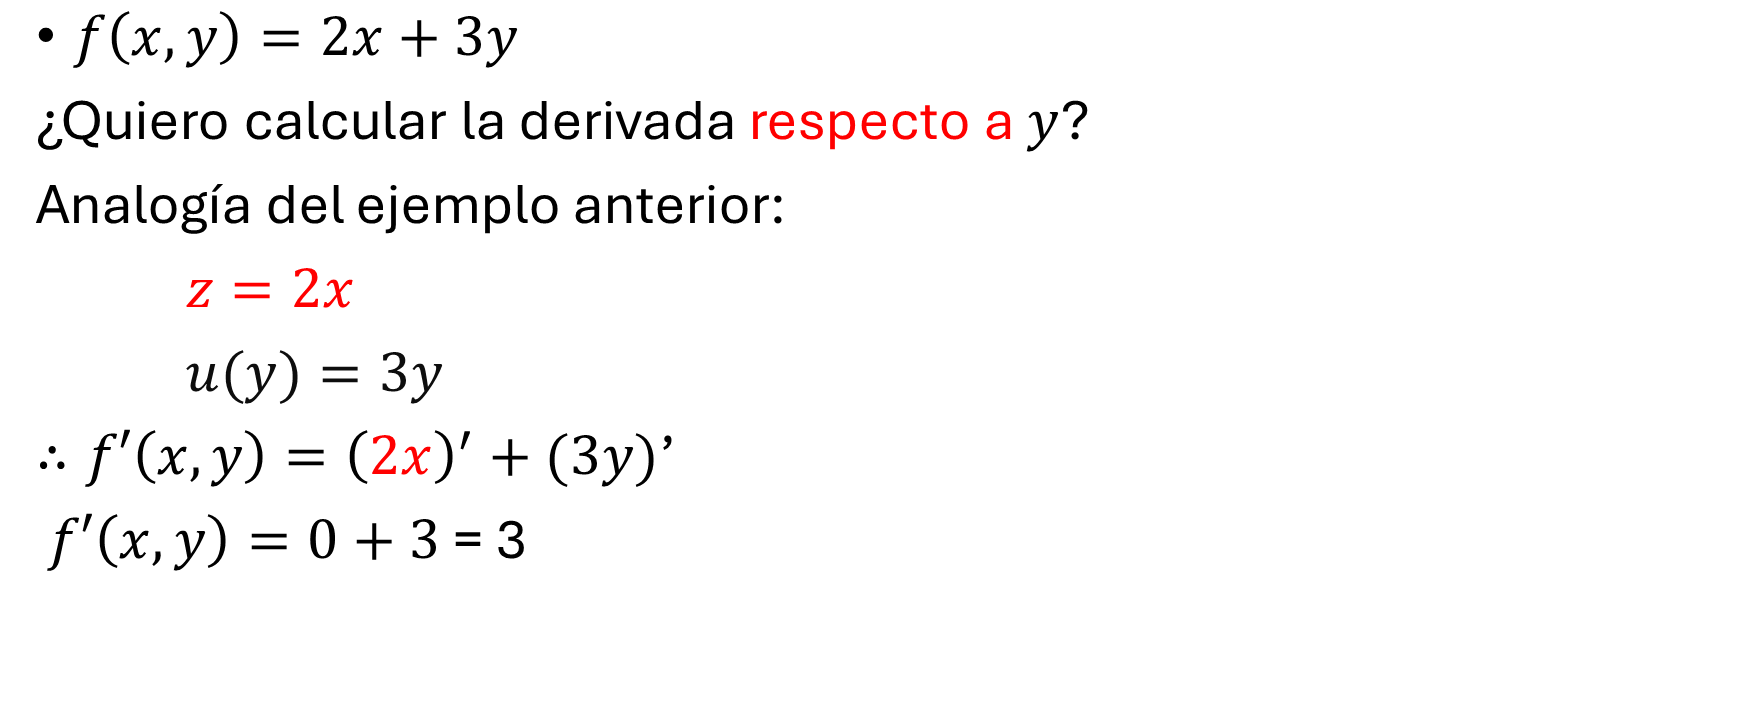 • f(x, y) = 2x + 3y
¿Quiero calcular la derivada respecto a y?
Analogía del ejemplo anterior:
z = 2x
u(y) = 3y
∴ f′(x, y) = (2x)′ + (3y)’
f′(x, y) = 0 + 3 = 3